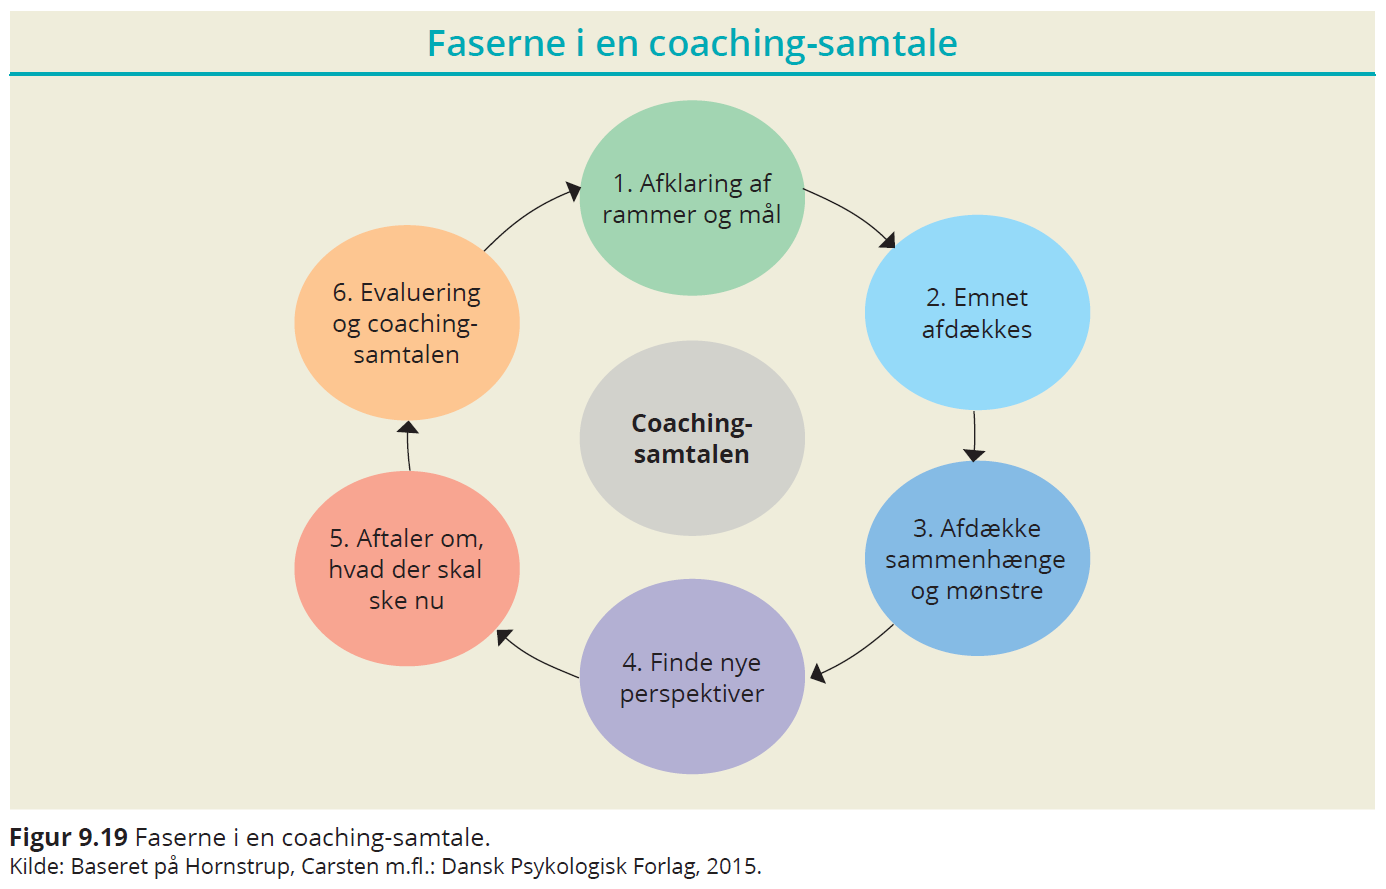 Faserne i en coaching-samtale
1. Afklaring af
rammer og mål
2. Emnet
afdækkes
3. Afdække
sammenhænge
og mønstre
4. Finde nye
perspektiver
5. Aftaler om,
hvad der skal
ske nu
6. Evaluering
og coaching-
samtalen
Coaching-
samtalen
Figur 9.19 Faserne i en coaching-samtale.
Kilde: Baseret på Hornstrup, Carsten m.fl.: Dansk Psykologisk Forlag, 2015.